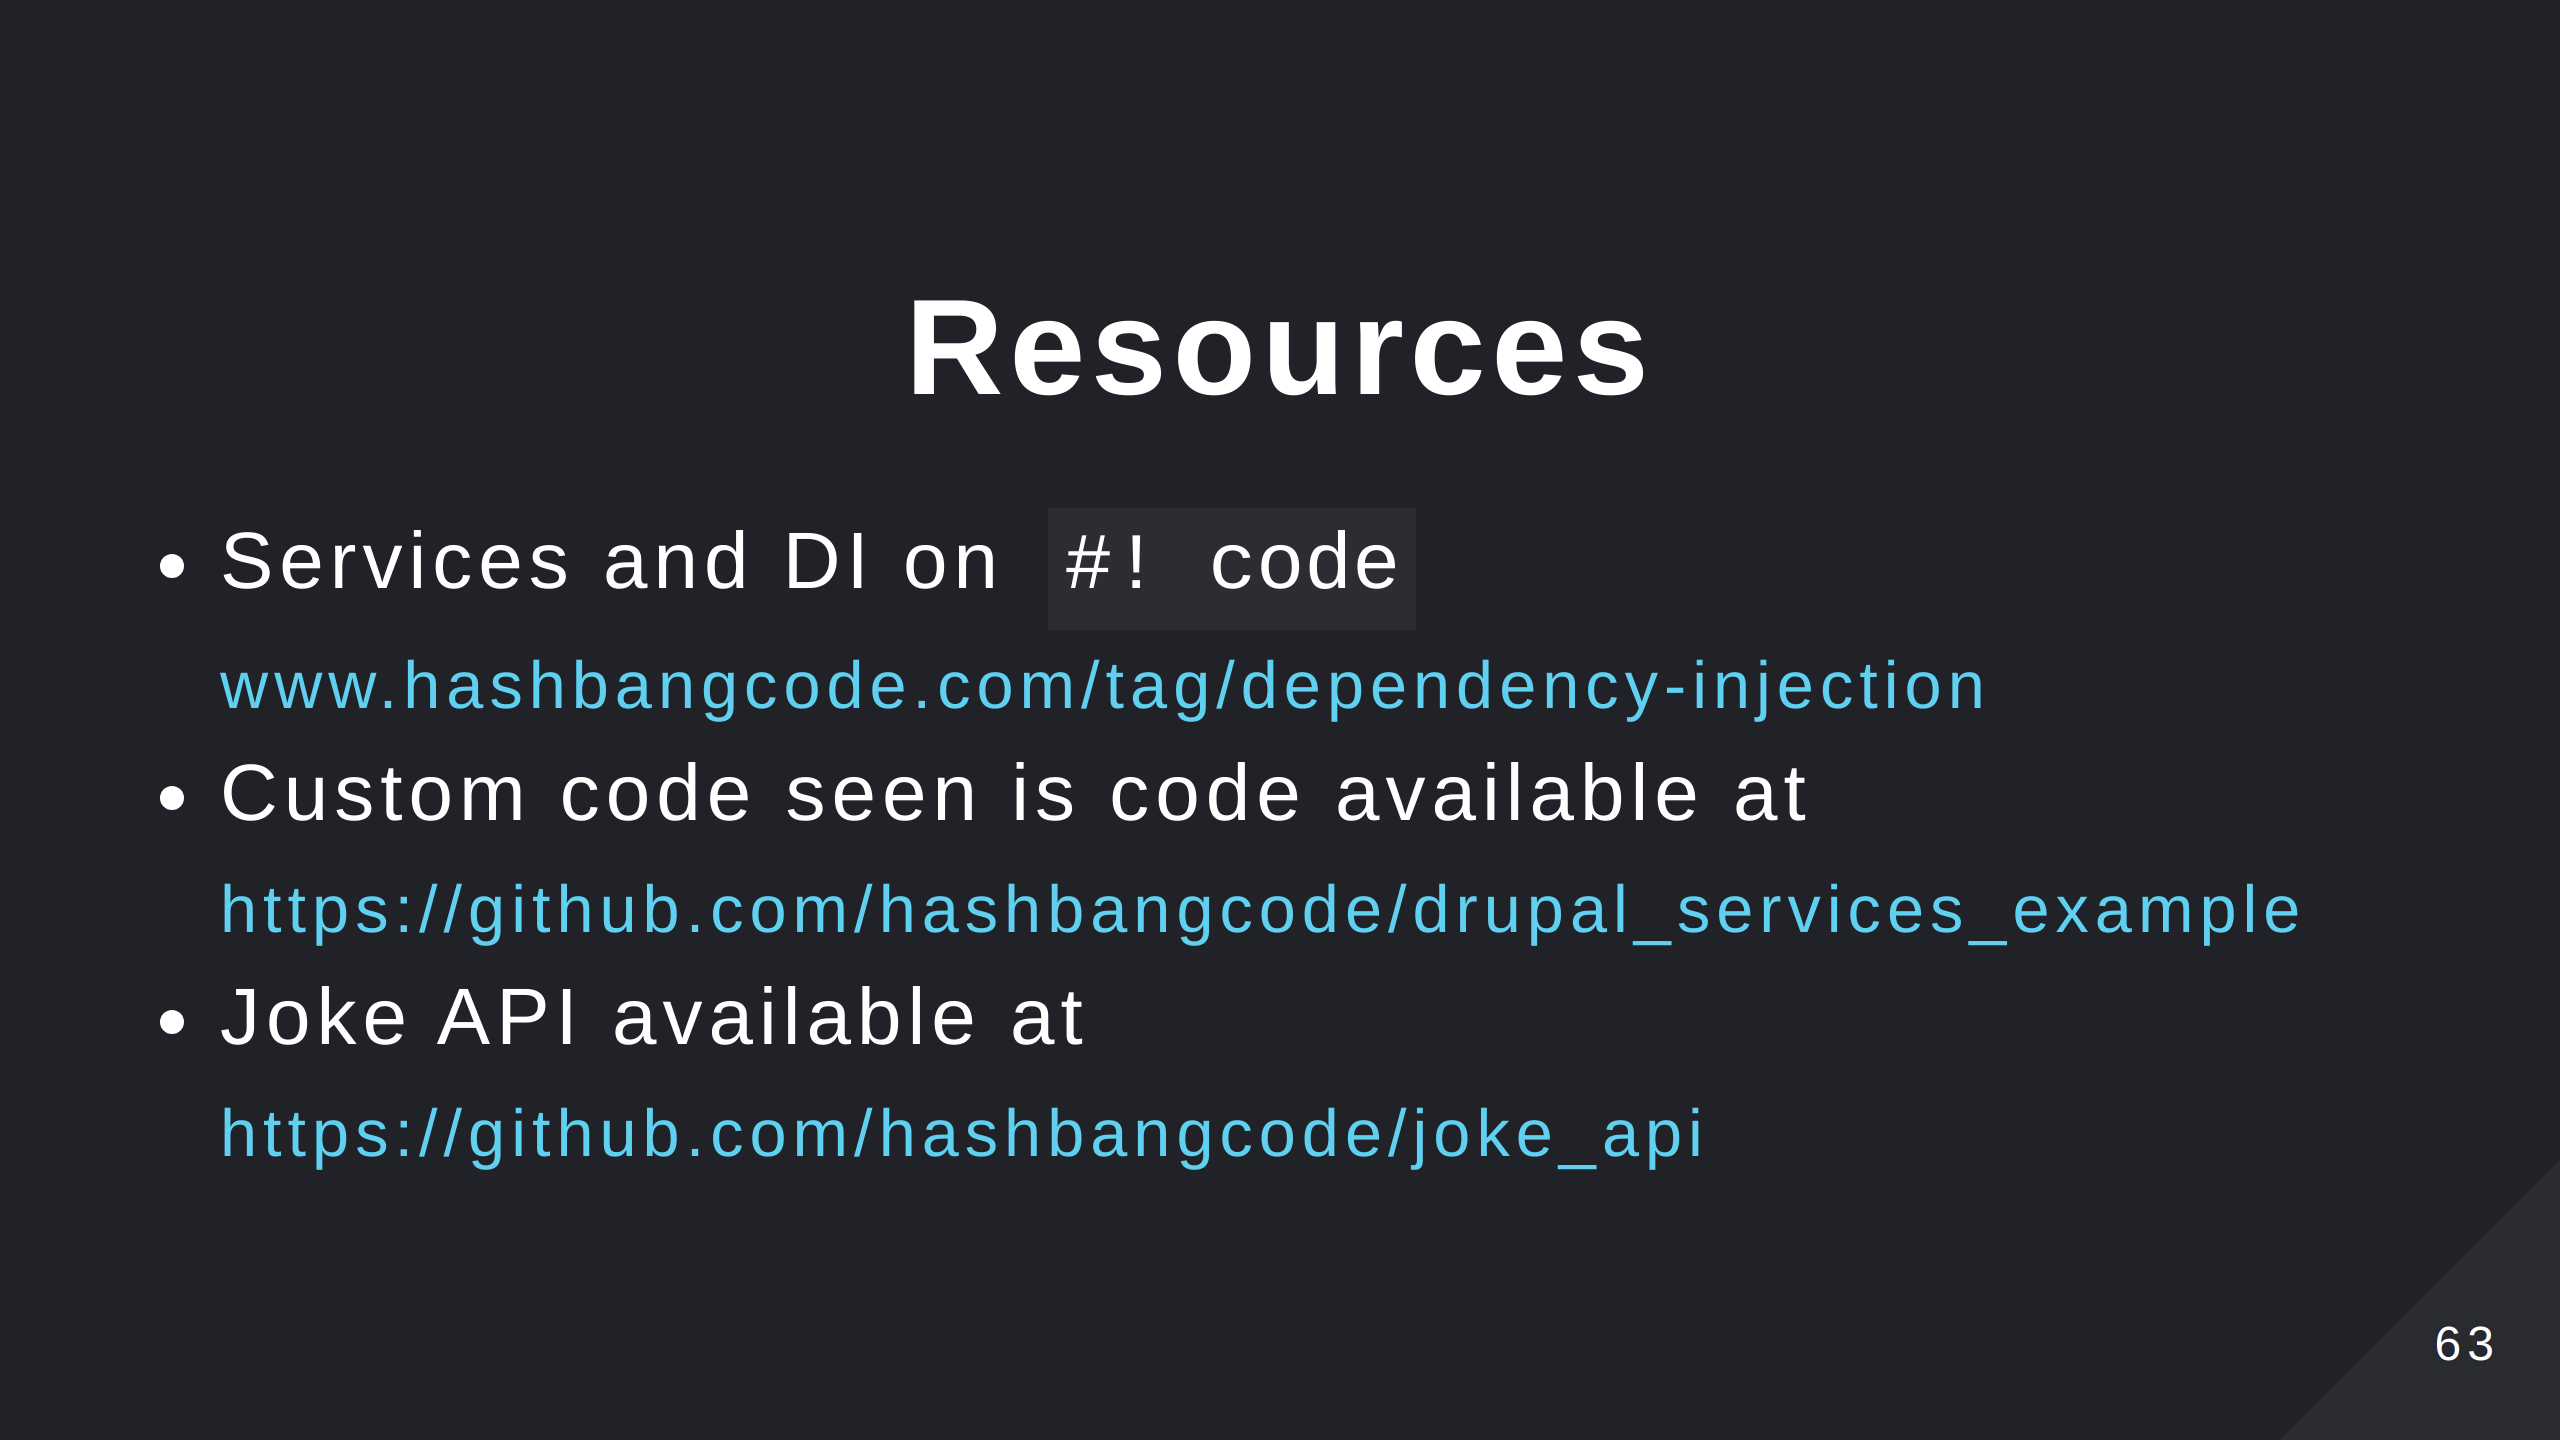 Resources
• Services and DI on #! code
www.hashbangcode.com/tag/dependency-injection
• Custom code seen is code available at
https://github.com/hashbangcode/drupal_services_example
• Joke API available at
https://github.com/hashbangcode/joke_api
63